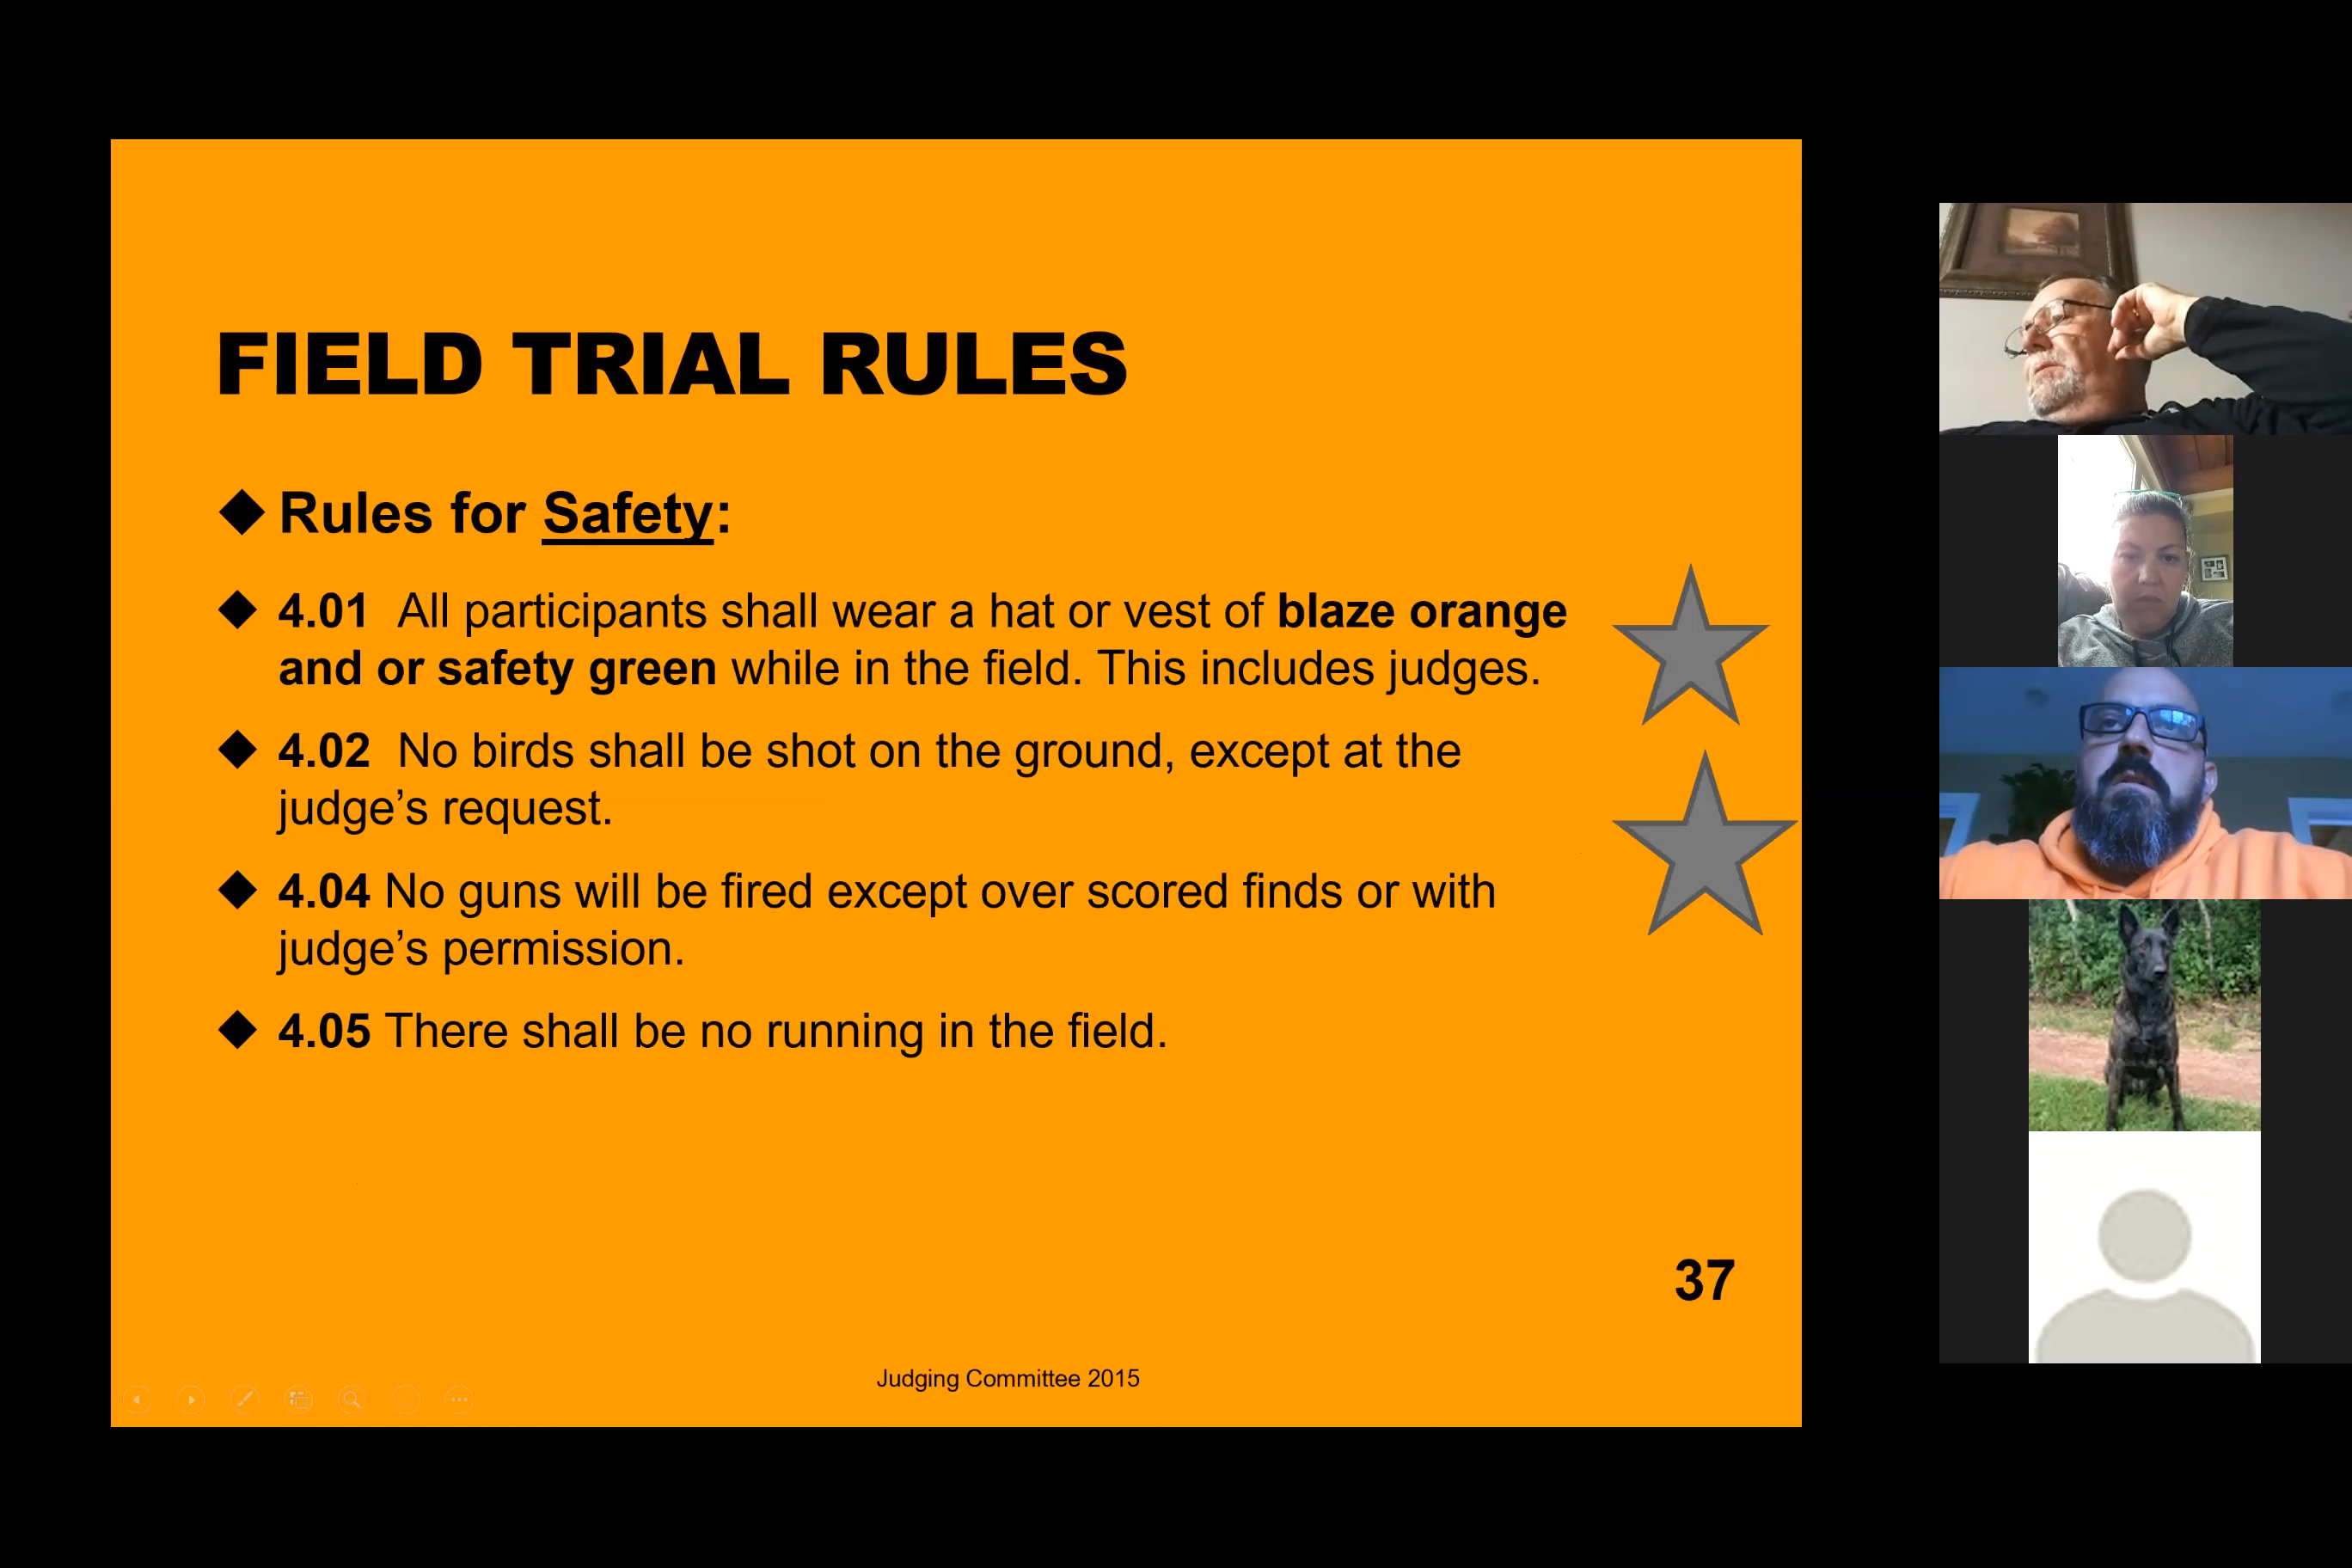 FIELD TRIAL RULES
Rules for Safety:
4.01 All participants shall wear a hat or vest of blaze orange
and or safety green while in the field. This includes judges.
4.02 No birds shall be shot on the ground, except at the
judge’s request.
4.04 No guns will be fired except over scored finds or with
judge’s permission.
4.05 There shall be no running in the field.
37
Judging Committee 2015